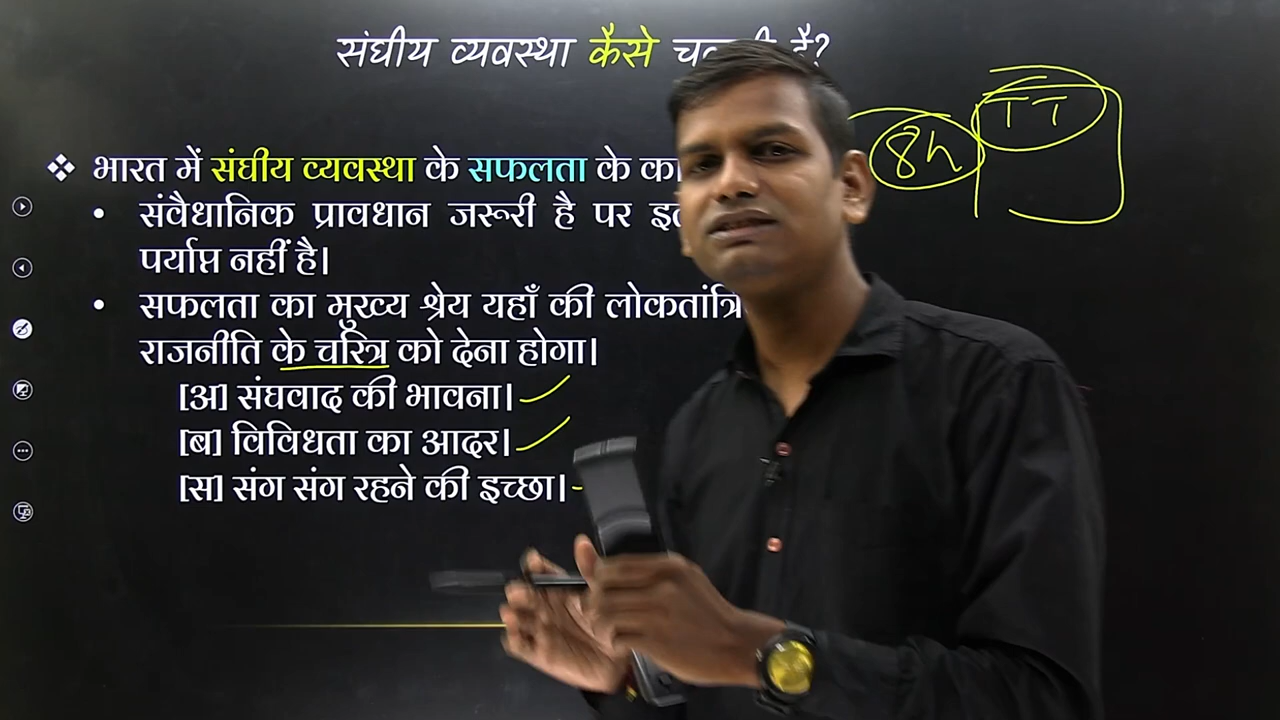 संघीय व्यवस्था कैसे है?
❖ भारत में संघीय व्यवस्था के सफलता के
• संवैधानिक प्रावधान जरूरी है पर
पर्याप्त नहीं है।
• सफलता का मुख्य श्रेय यहाँ की
राजनीति के चरित्र को देना होगा।
[अ] संघवाद की भावना।
[ब] विविधता का आदर।
[स] संग संग रहने की इच्छा।
8h
TT